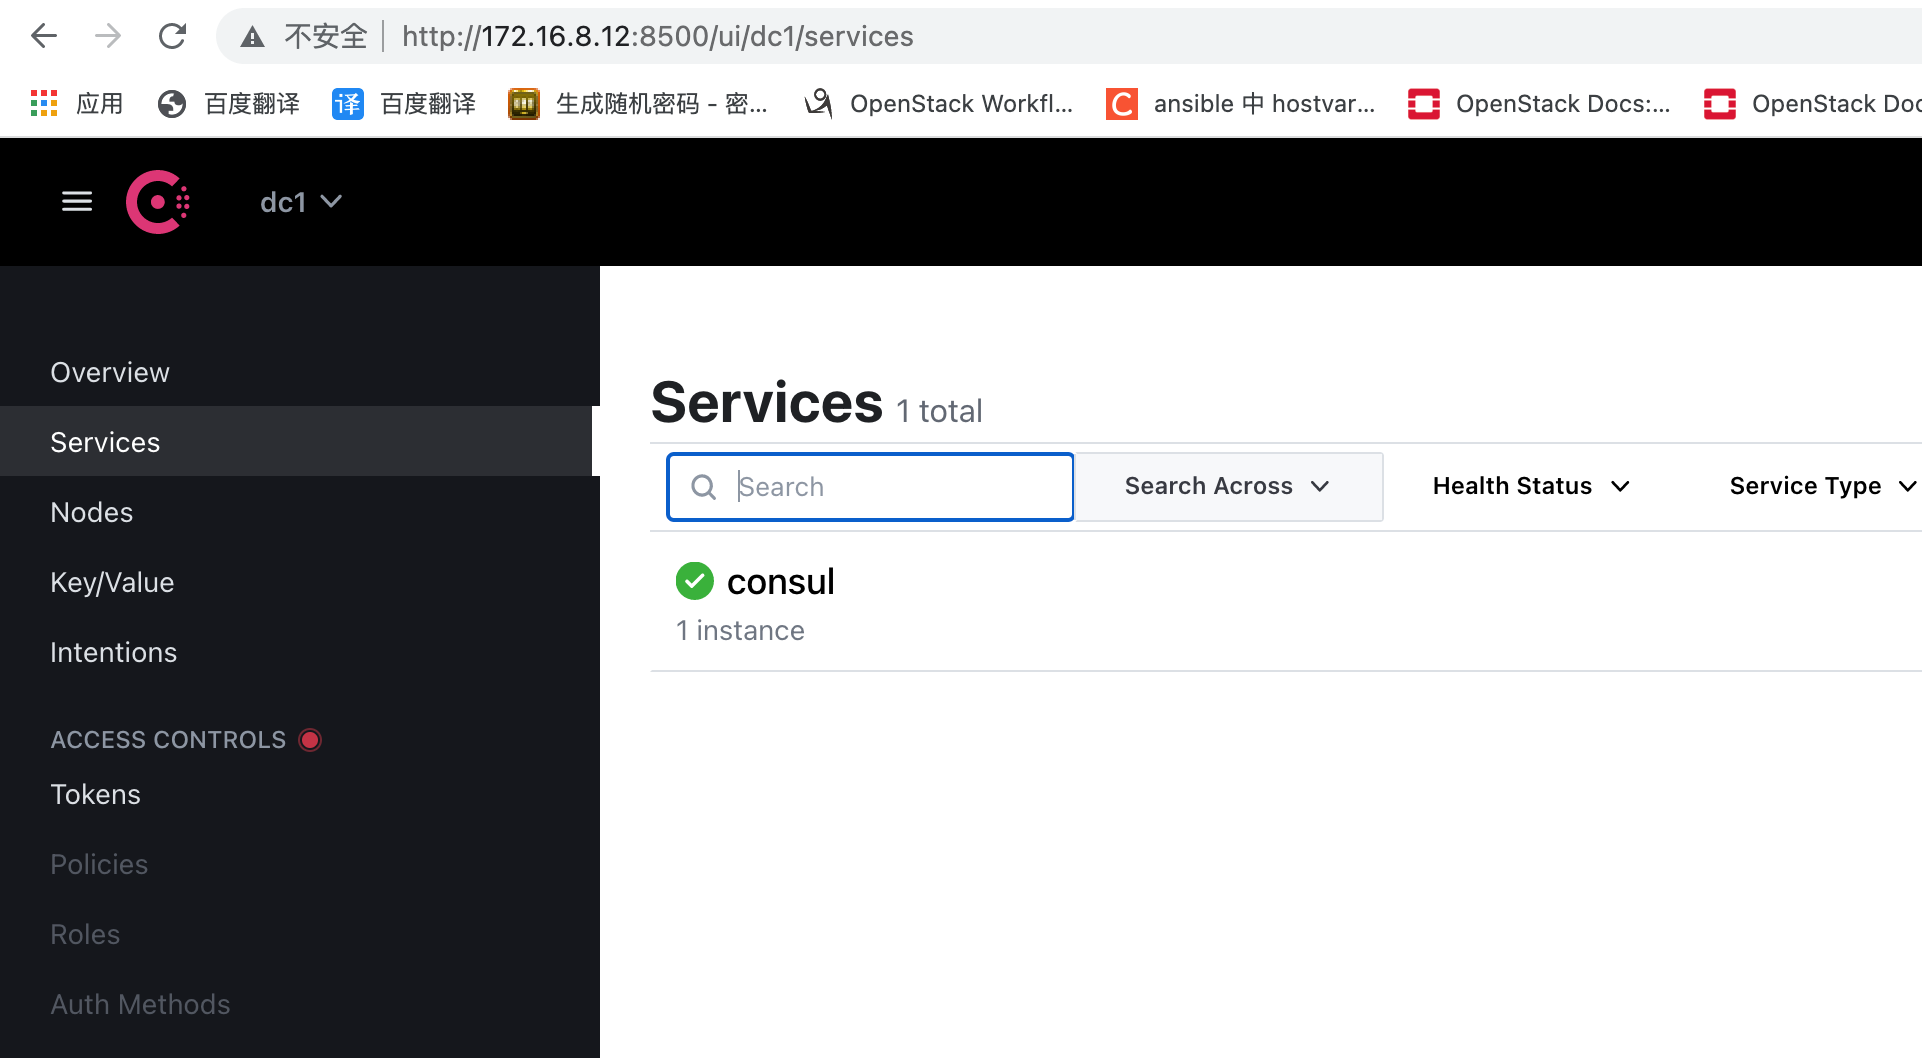 不安全 http://172.16.8.12:8500/ui/dc1/services
应用 百度翻译 译 百度翻译 生成随机密码 - 密... OpenStack Workfl... C ansible 中 hostvar... OpenStack Docs:... OpenStack Doc
dc1
Overview
Services
Nodes
Key/Value
Intentions
ACCESS CONTROLS
Tokens
Policies
Roles
Auth Methods
Services 1 total
Search Search Across Health Status Service Type
consul
1 instance